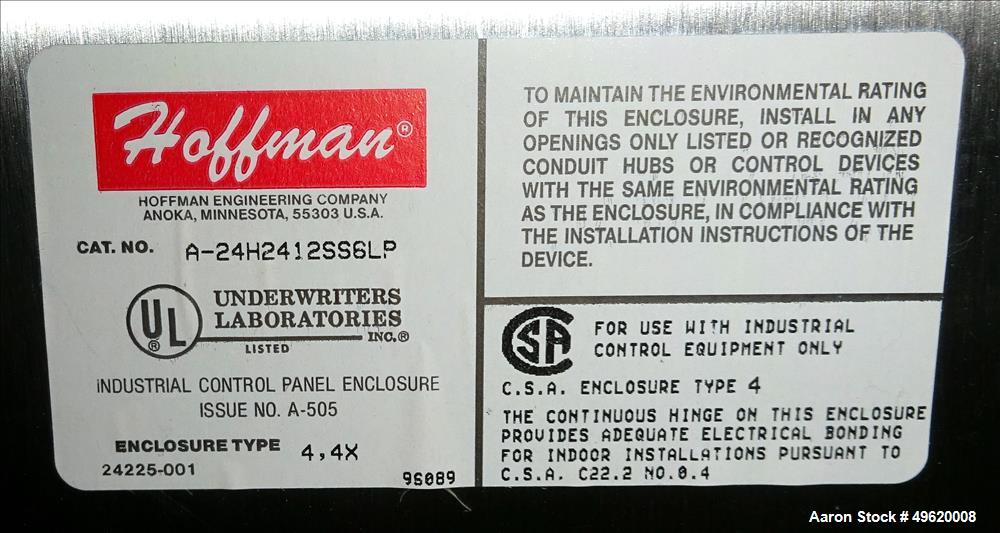 Hoffman®
HOFFMAN ENGINEERING COMPANY
ANOKA, MINNESOTA, 55303 U.S.A.
CAT. NO. A-24H2412SS6LP
UL ®
UNDERWRITERS
LABORATORIES
INC.®
LISTED
INDUSTRIAL CONTROL PANEL ENCLOSURE
ISSUE NO. A-505
ENCLOSURE TYPE 4,4X
24225-001
96089
TO MAINTAIN THE ENVIRONMENTAL RATING
OF THIS ENCLOSURE, INSTALL IN ANY
OPENINGS ONLY LISTED OR RECOGNIZED
CONDUIT HUBS OR CONTROL DEVICES
WITH THE SAME ENVIRONMENTAL RATING
AS THE ENCLOSURE, IN COMPLIANCE WITH
THE INSTALLATION INSTRUCTIONS OF THE
DEVICE.
CSA
FOR USE WITH INDUSTRIAL
CONTROL EQUIPMENT ONLY
C.S.A. ENCLOSURE TYPE 4
THE CONTINUOUS HINGE ON THIS ENCLOSURE
PROVIDES ADEQUATE ELECTRICAL BONDING
FOR INDOOR INSTALLATIONS PURSUANT TO
C.S.A. C22.2 NO.0.4
Aaron Stock # 49620008